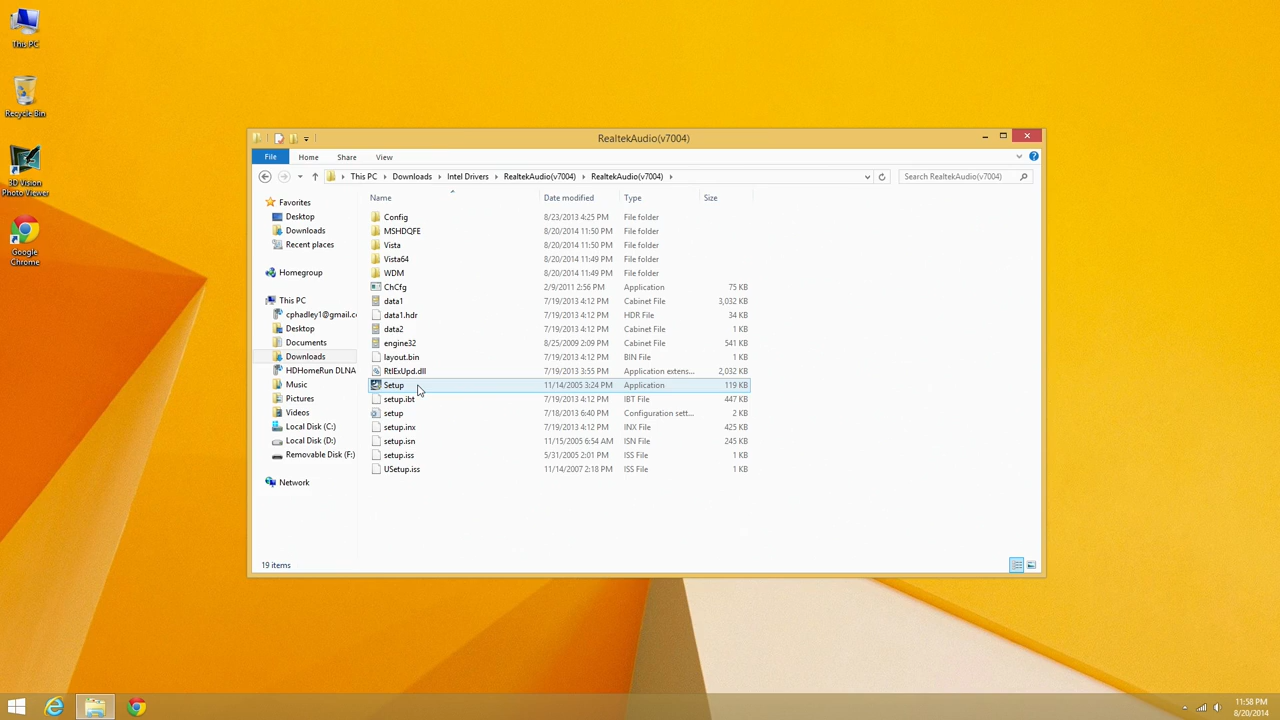 This PC
Recycle Bin
3D Vision
Photo Viewer
Google
Chrome
RealtekAudio(v7004)
File Home Share View
This PC Downloads Intel Drivers RealtekAudio(v7004) RealtekAudio(v7004)
Search RealtekAudio(v7004)
Favorites
Desktop
Downloads
Recent places
Homegroup
This PC
cphadley1@gmail.c
Desktop
Documents
Downloads
HDHomeRun DLNA
Music
Pictures
Videos
Local Disk (C:)
Local Disk (D:)
Removable Disk (F:)
Network
Name Date modified Type Size
Config 8/23/2013 4:25 PM File folder
MSHDQFE 8/20/2014 11:50 PM File folder
Vista 8/20/2014 11:50 PM File folder
Vista64 8/20/2014 11:49 PM File folder
WDM 8/20/2014 11:49 PM File folder
ChCfg 2/9/2011 2:56 PM Application 75 KB
data1 7/19/2013 4:12 PM Cabinet File 3,032 KB
data1.hdr 7/19/2013 4:12 PM HDR File 34 KB
data2 7/19/2013 4:12 PM Cabinet File 1 KB
engine32 8/25/2009 2:09 PM Cabinet File 541 KB
layout.bin 7/19/2013 4:12 PM BIN File 1 KB
RtlExUpd.dll 7/19/2013 3:55 PM Application extens... 2,032 KB
Setup 11/14/2005 3:24 PM Application 119 KB
setup.ibt 7/19/2013 4:12 PM IBT File 447 KB
setup 7/18/2013 6:40 PM Configuration sett... 2 KB
setup.inx 7/19/2013 4:12 PM INX File 425 KB
setup.isn 11/15/2005 6:54 AM ISN File 245 KB
setup.iss 5/31/2005 2:01 PM ISS File 1 KB
USetup.iss 11/14/2007 2:18 PM ISS File 1 KB
19 items
11:58 PM
8/20/2014